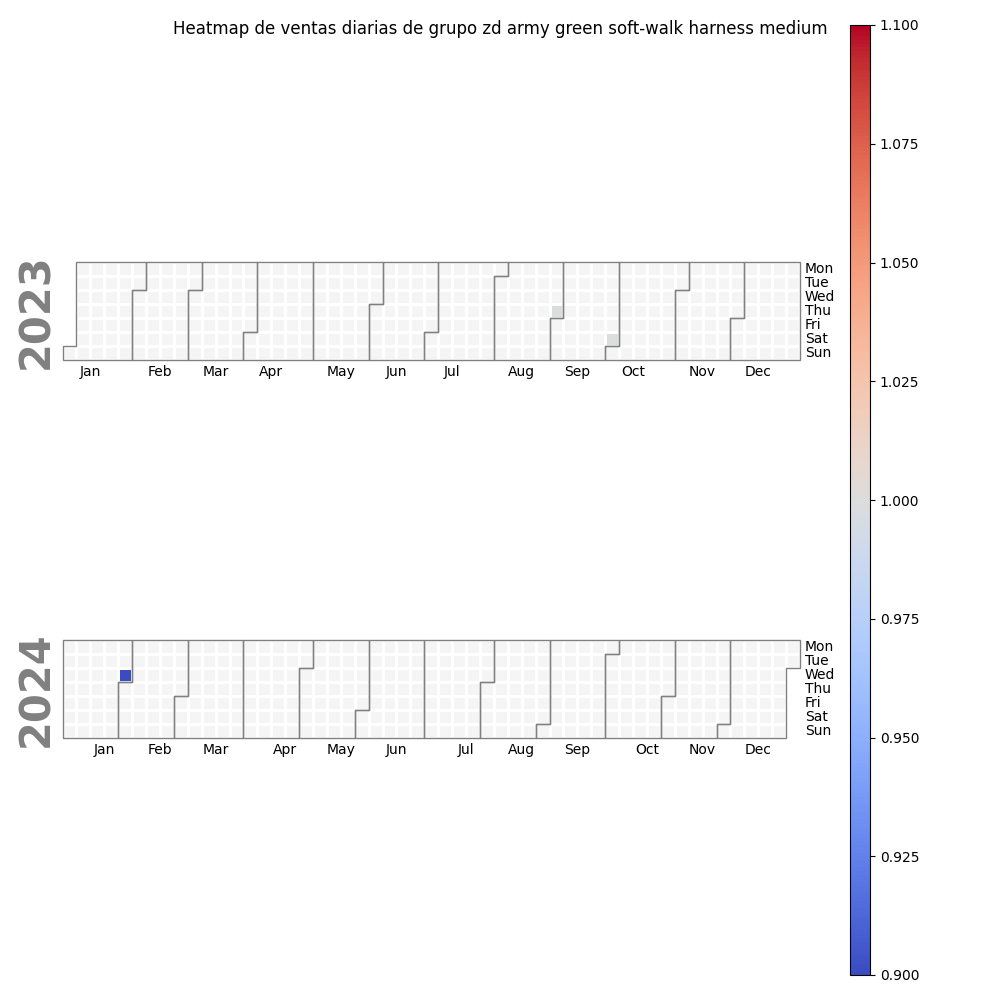 Heatmap de ventas diarias de grupo zd army green soft-walk harness medium
1.100
1.075
1.050
1.025
1.000
0.975
0.950
0.925
0.900
2023
Mon
Tue
Wed
Thu
Fri
Sat
Sun
Jan Feb Mar Apr May Jun Jul Aug Sep Oct Nov Dec
2024
Mon
Tue
Wed
Thu
Fri
Sat
Sun
Jan Feb Mar Apr May Jun Jul Aug Sep Oct Nov Dec